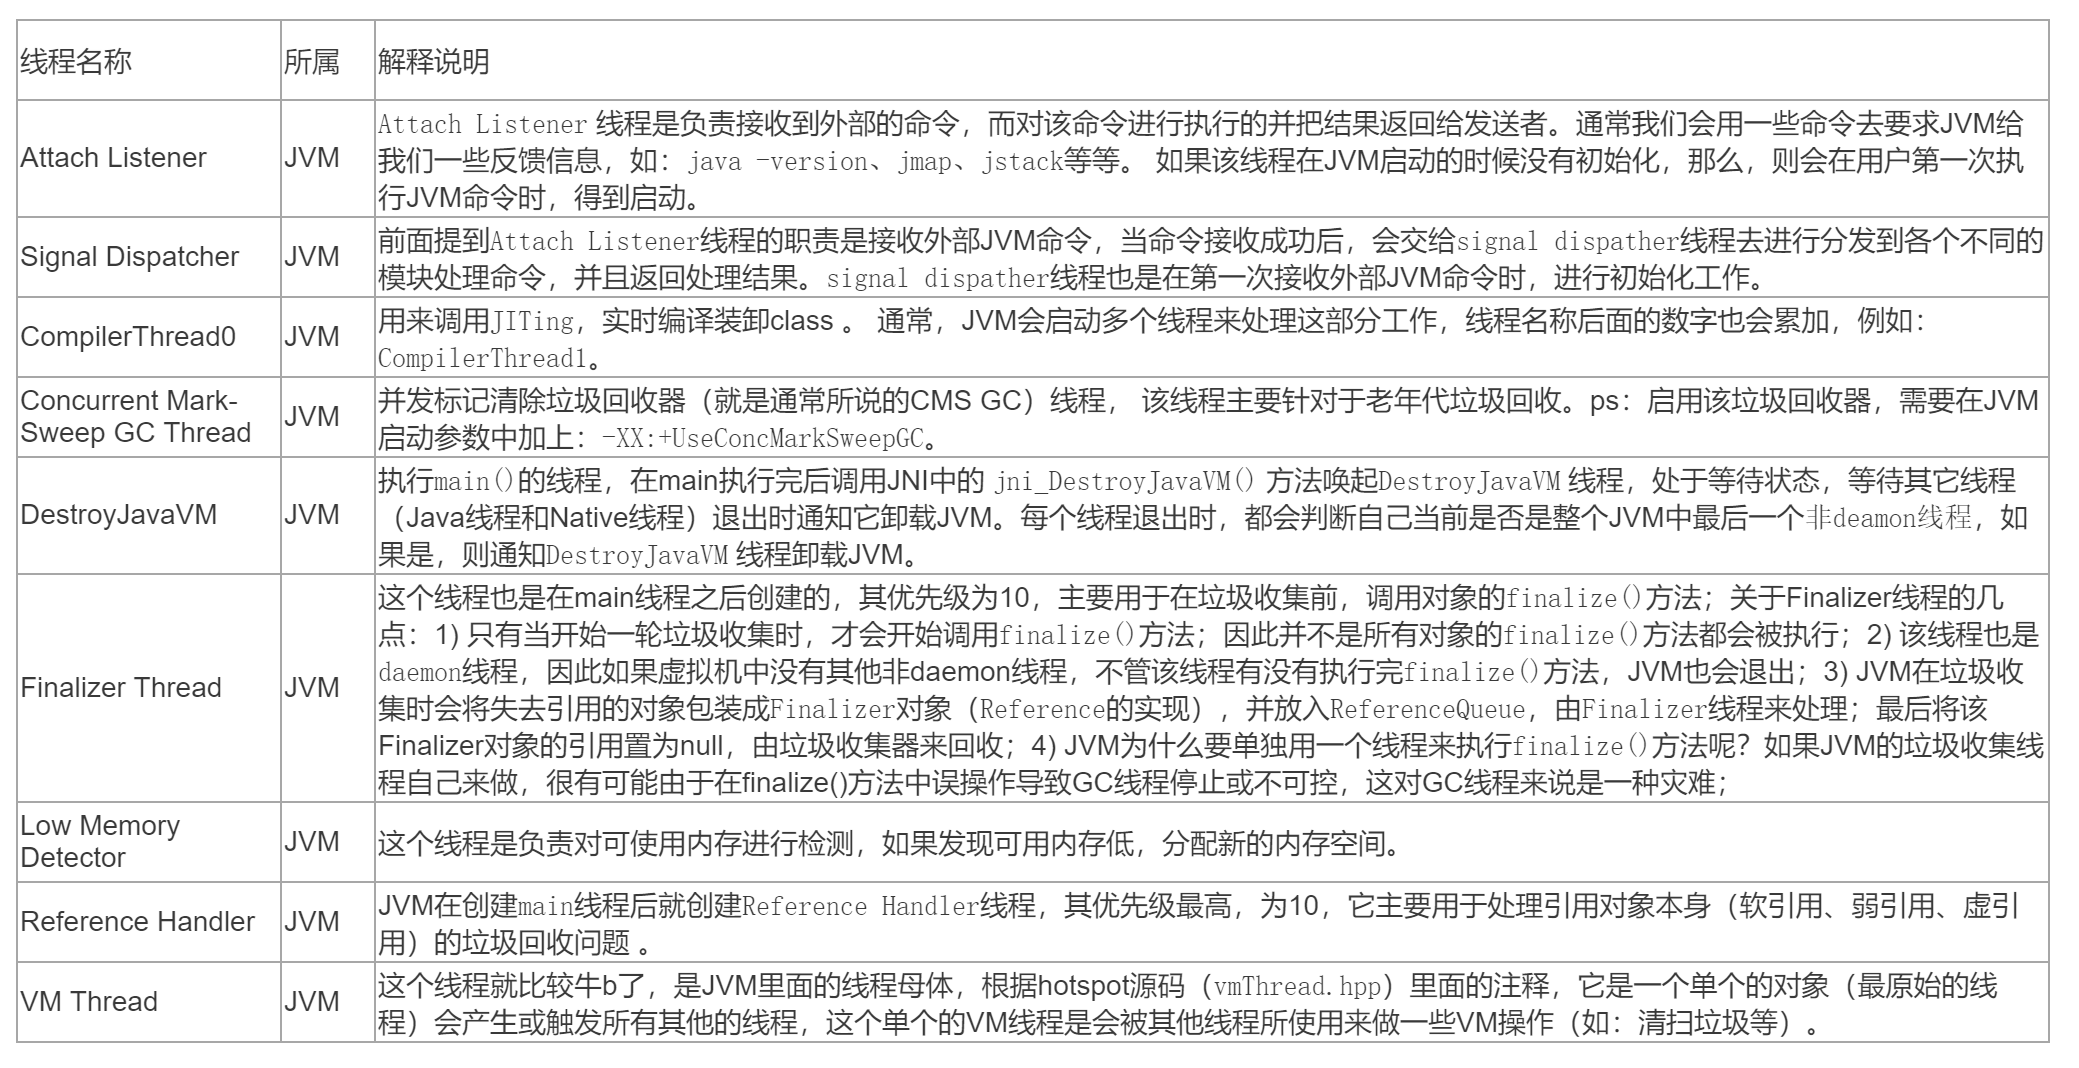 线程名称
所属
解释说明
Attach Listener
JVM
Attach Listener 线程是负责接收到外部的命令，而对该命令进行执行的并把结果返回给发送者。通常我们会用一些命令去要求JVM给
我们一些反馈信息，如：java -version、jmap、jstack等等。 如果该线程在JVM启动的时候没有初始化，那么，则会在用户第一次执
行JVM命令时，得到启动。
Signal Dispatcher
JVM
前面提到Attach Listener线程的职责是接收外部JVM命令，当命令接收成功后，会交给signal dispather线程去进行分发到各个不同的
模块处理命令，并且返回处理结果。signal dispather线程也是在第一次接收外部JVM命令时，进行初始化工作。
CompilerThread0
JVM
用来调用JITing，实时编译装卸class 。 通常，JVM会启动多个线程来处理这部分工作，线程名称后面的数字也会累加，例如：
CompilerThread1。
Concurrent Mark-
Sweep GC Thread
JVM
并发标记清除垃圾回收器（就是通常所说的CMS GC）线程， 该线程主要针对于老年代垃圾回收。ps：启用该垃圾回收器，需要在JVM
启动参数中加上：-XX:+UseConcMarkSweepGC。
DestroyJavaVM
JVM
执行main()的线程，在main执行完后调用JNI中的 jni_DestroyJavaVM() 方法唤起DestroyJavaVM 线程，处于等待状态，等待其它线程
（Java线程和Native线程）退出时通知它卸载JVM。每个线程退出时，都会判断自己当前是否是整个JVM中最后一个非deamon线程，如
果是，则通知DestroyJavaVM 线程卸载JVM。
Finalizer Thread
JVM
这个线程也是在main线程之后创建的，其优先级为10，主要用于在垃圾收集前，调用对象的finalize()方法；关于Finalizer线程的几
点：1) 只有当开始一轮垃圾收集时，才会开始调用finalize()方法；因此并不是所有对象的finalize()方法都会被执行；2) 该线程也是
daemon线程，因此如果虚拟机中没有其他非daemon线程，不管该线程有没有执行完finalize()方法，JVM也会退出；3) JVM在垃圾收
集时会将失去引用的对象包装成Finalizer对象（Reference的实现），并放入ReferenceQueue，由Finalizer线程来处理；最后将该
Finalizer对象的引用置为null，由垃圾收集器来回收；4) JVM为什么要单独用一个线程来执行finalize()方法呢？如果JVM的垃圾收集线
程自己来做，很有可能由于在finalize()方法中误操作导致GC线程停止或不可控，这对GC线程来说是一种灾难；
Low Memory
Detector
JVM
这个线程是负责对可使用内存进行检测，如果发现可用内存低，分配新的内存空间。
Reference Handler
JVM
JVM在创建main线程后就创建Reference Handler线程，其优先级最高，为10，它主要用于处理引用对象本身（软引用、弱引用、虚引
用）的垃圾回收问题 。
VM Thread
JVM
这个线程就比较牛b了，是JVM里面的线程母体，根据hotspot源码（vmThread.hpp）里面的注释，它是一个单个的对象（最原始的线
程）会产生或触发所有其他的线程，这个单个的VM线程是会被其他线程所使用来做一些VM操作（如：清扫垃圾等）。